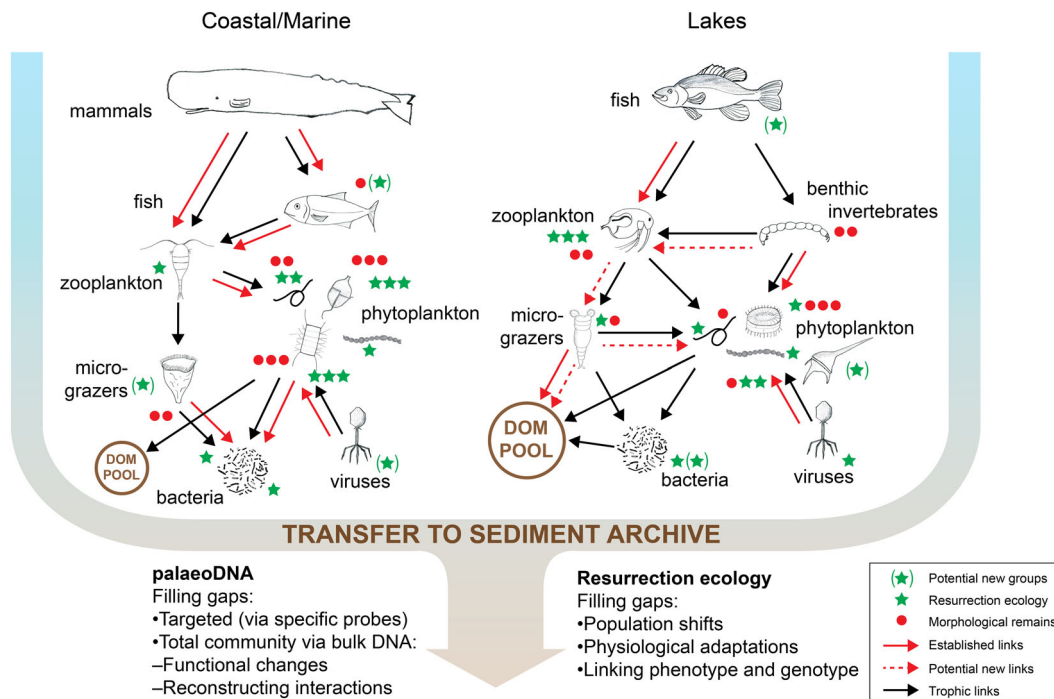 Coastal/Marine
mammals
fish
zooplankton
phytoplankton
micro-
grazers
DOM
POOL
bacteria
viruses
Lakes
fish
zooplankton
benthic
invertebrates
micro-
grazers
phytoplankton
DOM
POOL
bacteria
viruses
TRANSFER TO SEDIMENT ARCHIVE
palaeoDNA
Filling gaps:
•Targeted (via specific probes)
•Total community via bulk DNA:
–Functional changes
–Reconstructing interactions
Resurrection ecology
Filling gaps:
•Population shifts
•Physiological adaptations
•Linking phenotype and genotype
Potential new groups
Resurrection ecology
Morphological remains
Established links
Potential new links
Trophic links